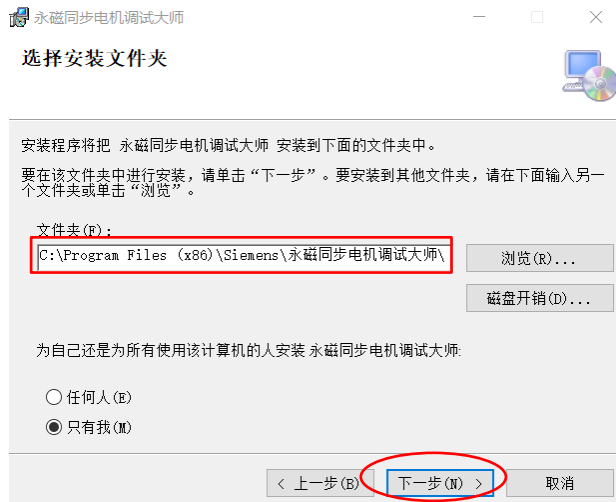 永磁同步电机调试大师
选择安装文件夹
安装程序将把 永磁同步电机调试大师 安装到下面的文件夹中。
要在该文件夹中进行安装，请单击“下一步”。要安装到其他文件夹，请在下面输入另一
个文件夹或单击“浏览”。
文件夹(F):
C:\Program Files (x86)\Siemens\永磁同步电机调试大师\
浏览(R)...
磁盘开销(D)...
为自己还是为所有使用该计算机的人安装 永磁同步电机调试大师:
任何人(E)
只有我(M)
< 上一步(B)
下一步(N) >
取消